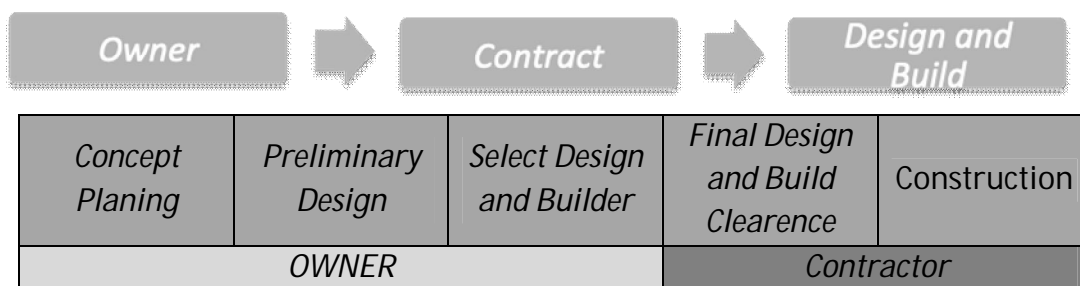 Owner
Contract
Design and
Build
Concept
Planing
Preliminary
Design
Select Design
and Builder
Final Design
and Build
Clearence
Construction
OWNER
Contractor